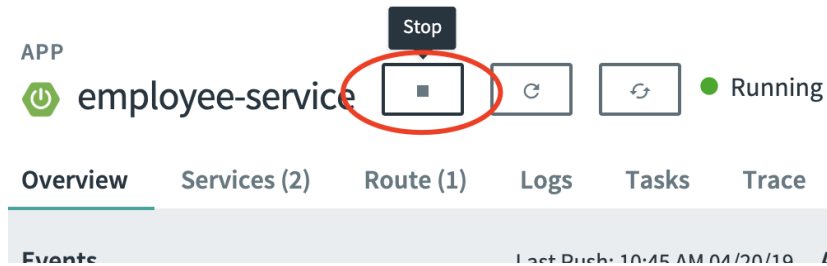 Stop
APP
employee-service
Running
Overview Services (2) Route (1) Logs Tasks Trace
Events Last Push: 10:45 AM 04/20/19